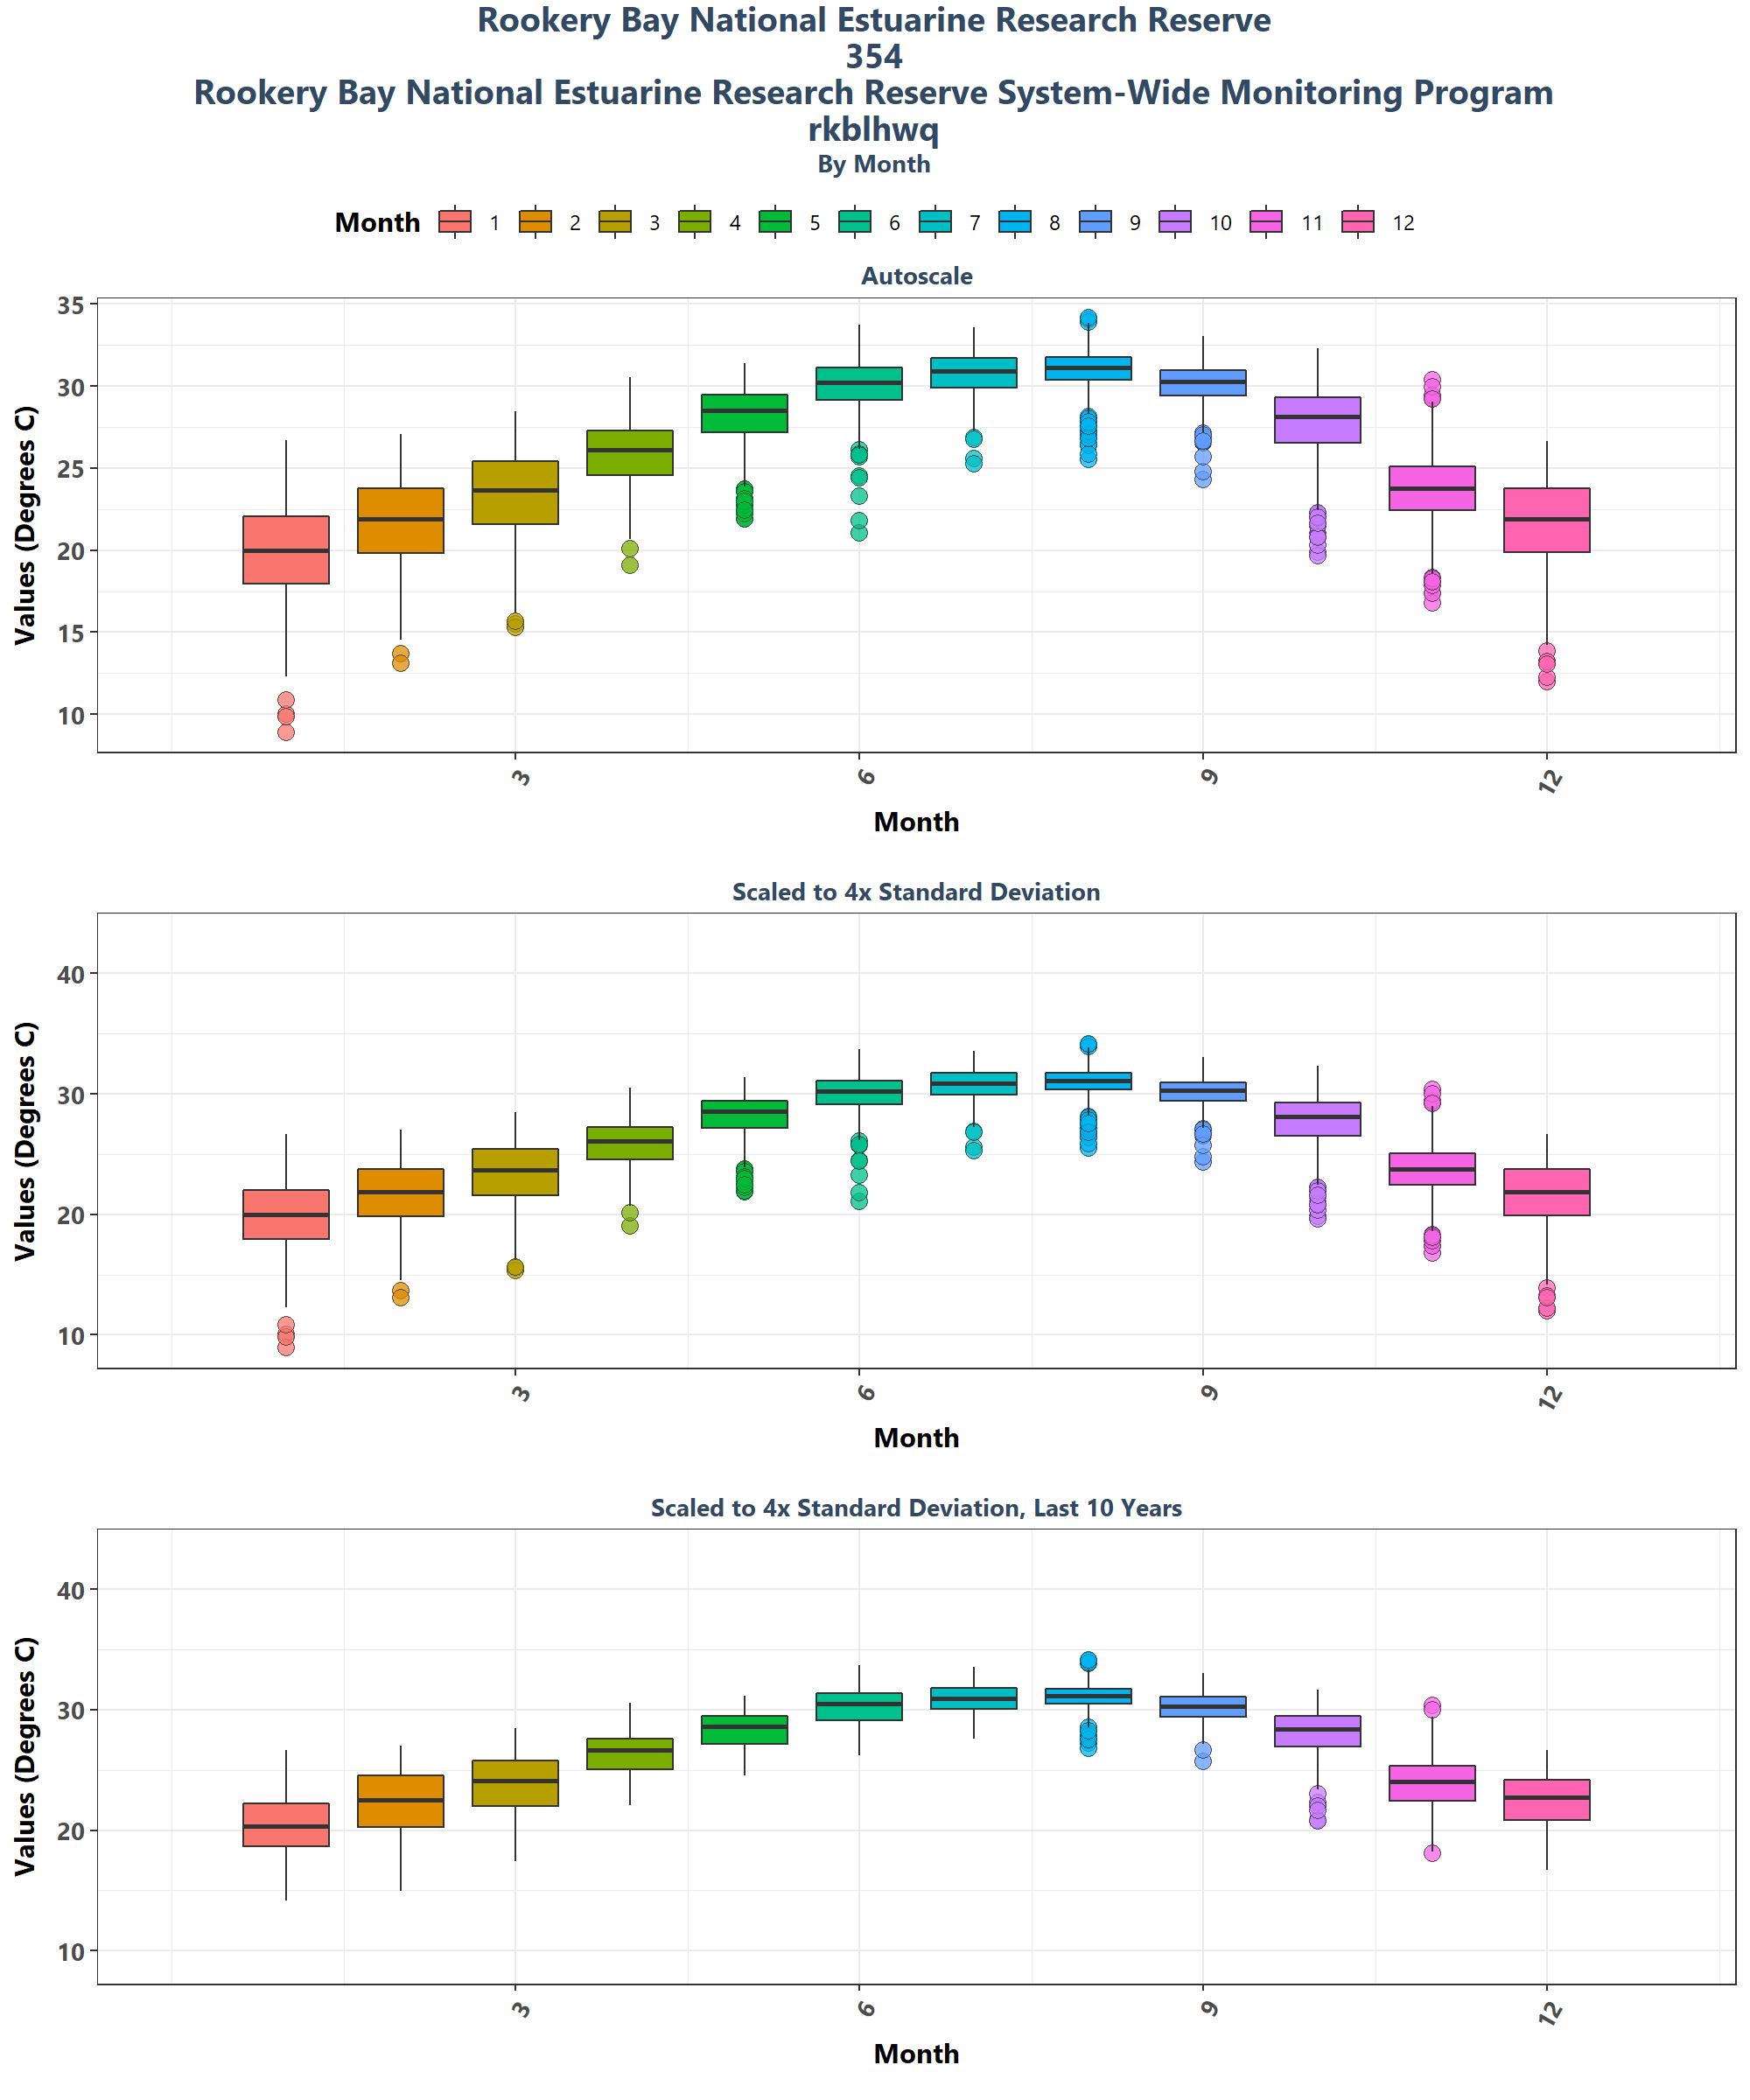 Rookery Bay National Estuarine Research Reserve
354
Rookery Bay National Estuarine Research Reserve System-Wide Monitoring Program
rkblhwq
By Month
Month 1 2 3 4 5 6 7 8 9 10 11 12
Autoscale
Values (Degrees C)
35
30
25
20
15
10
3 6 9 12
Month
Scaled to 4x Standard Deviation
Values (Degrees C)
40
30
20
10
3 6 9 12
Month
Scaled to 4x Standard Deviation, Last 10 Years
Values (Degrees C)
40
30
20
10
3 6 9 12
Month